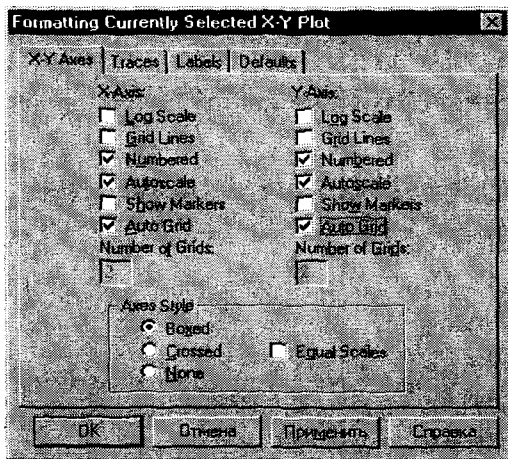 Formatting Currently Selected X-Y Plot
X-Y Axes Traces Labels Defaults
X-Axis: Y-Axis:
Log Scale Log Scale
Grid Lines Grid Lines
Numbered Numbered
Autoscale Autoscale
Show Markers Show Markers
Auto Grid Auto Grid
Number of Grids: Number of Grids:
2 2
Axes Style
Boxed
Crossed Equal Scales
None
OK Отмена Применить Справка